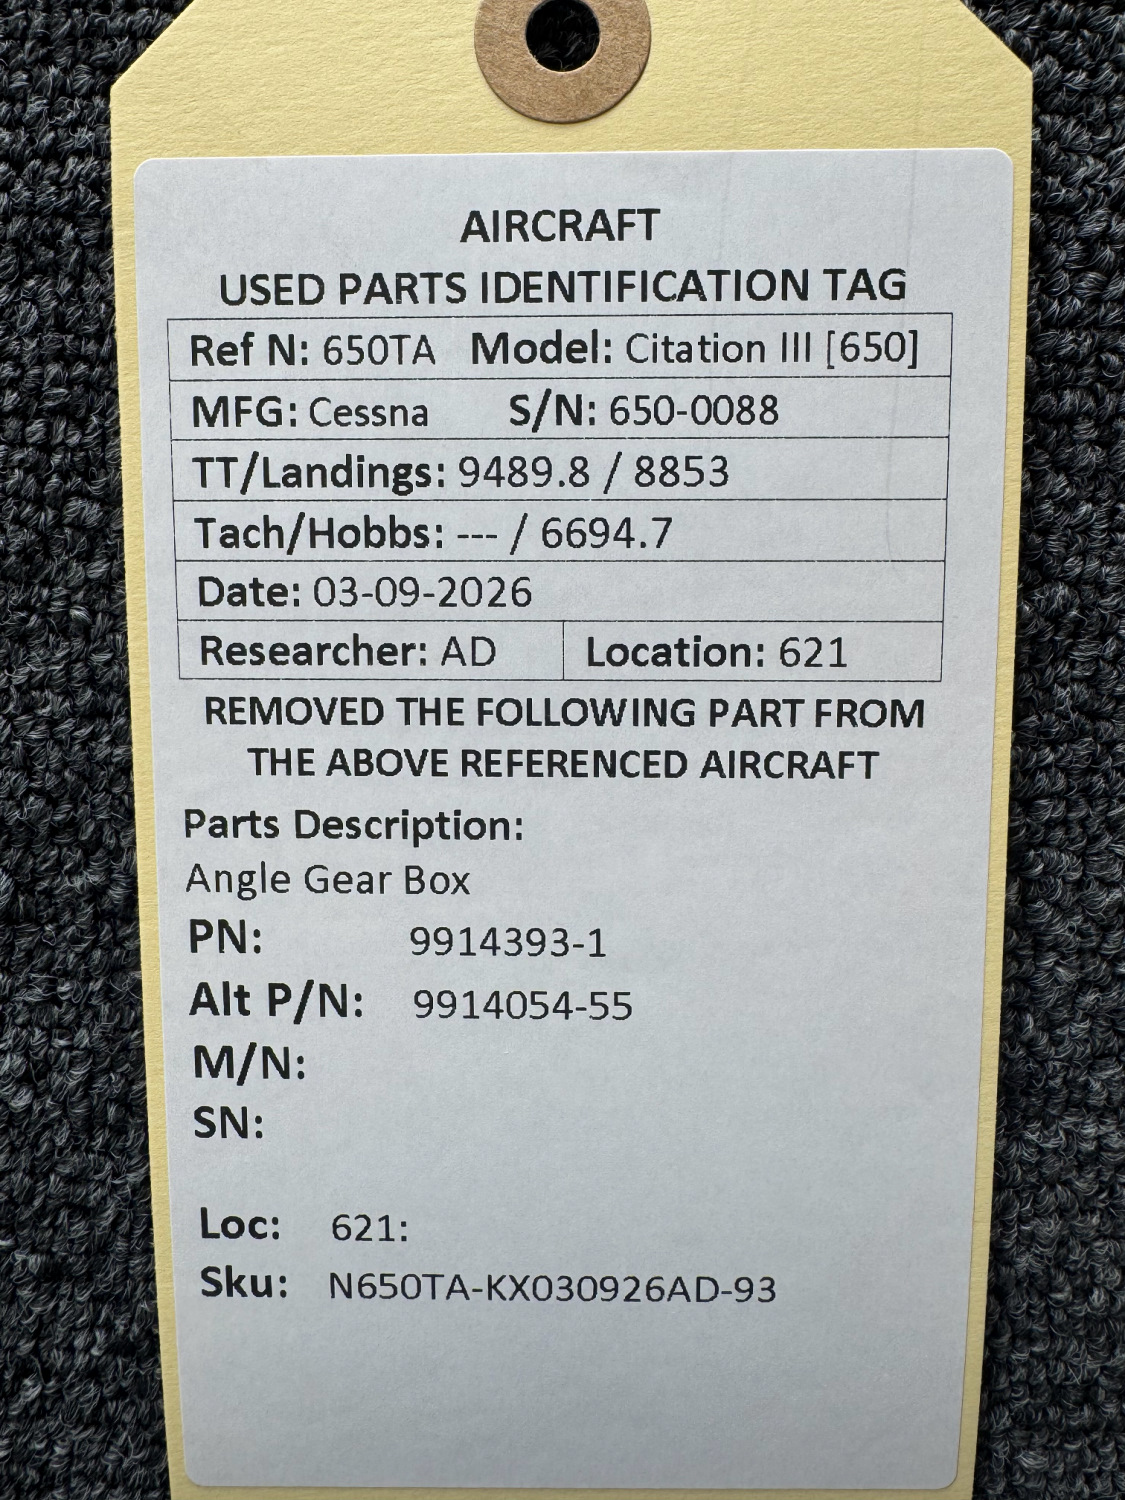 AIRCRAFT
USED PARTS IDENTIFICATION TAG
Ref N: 650TA Model: Citation III [650]
MFG: Cessna S/N: 650-0088
TT/Landings: 9489.8 / 8853
Tach/Hobbs: --- / 6694.7
Date: 03-09-2026
Researcher: AD Location: 621
REMOVED THE FOLLOWING PART FROM
THE ABOVE REFERENCED AIRCRAFT
Parts Description:
Angle Gear Box
PN: 9914393-1
Alt P/N: 9914054-55
M/N:
SN:
Loc: 621:
Sku: N650TA-KX030926AD-93